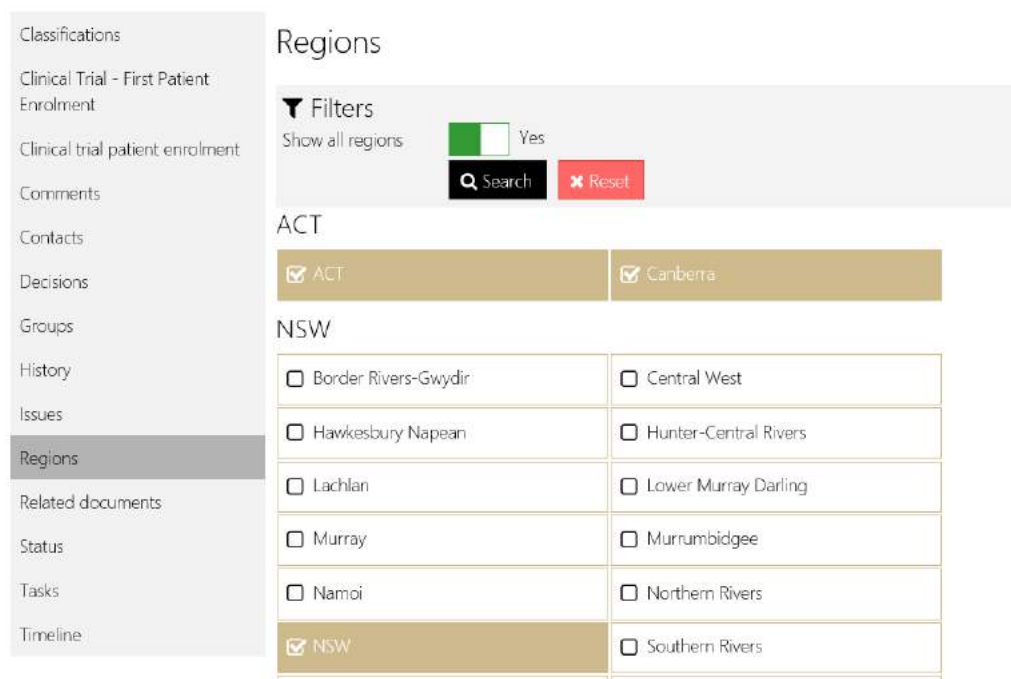 Classifications
Clinical Trial - First Patient
Enrolment
Clinical trial patient enrolment
Comments
Contacts
Decisions
Groups
History
Issues
Regions
Related documents
Status
Tasks
Timeline
Regions
Filters
Show all regions Yes
Search Reset
ACT
ACT Canberra
NSW
Border Rivers-Gwydir Central West
Hawkesbury Napean Hunter-Central Rivers
Lachlan Lower Murray Darling
Murray Murrumbidgee
Namoi Northern Rivers
NSW Southern Rivers